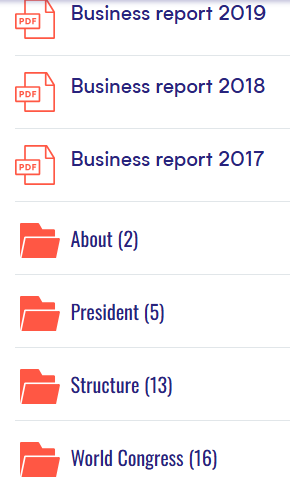 PDF Business report 2019
PDF Business report 2018
PDF Business report 2017
About (2)
President (5)
Structure (13)
World Congress (16)